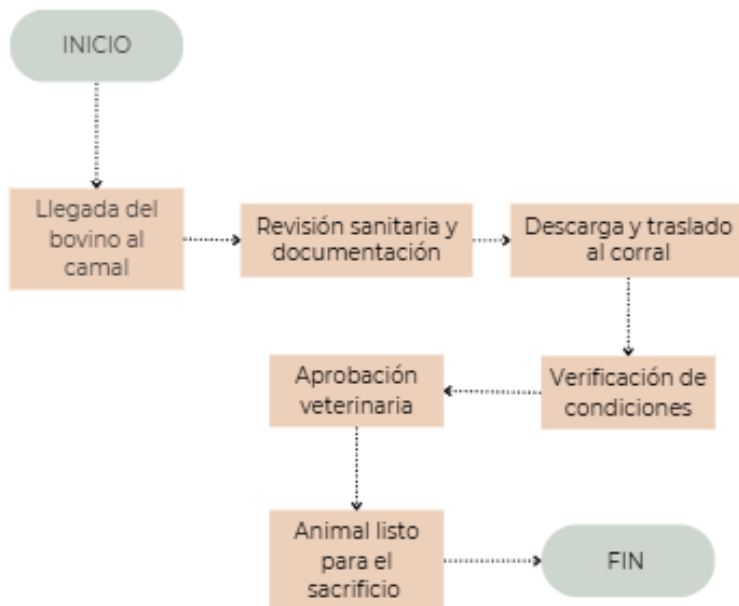 INICIO
Llegada del
bovino al
camal
Revisión sanitaria y
documentación
Descarga y traslado
al corral
Verificación de
condiciones
Aprobación
veterinaria
Animal listo
para el
sacrificio
FIN